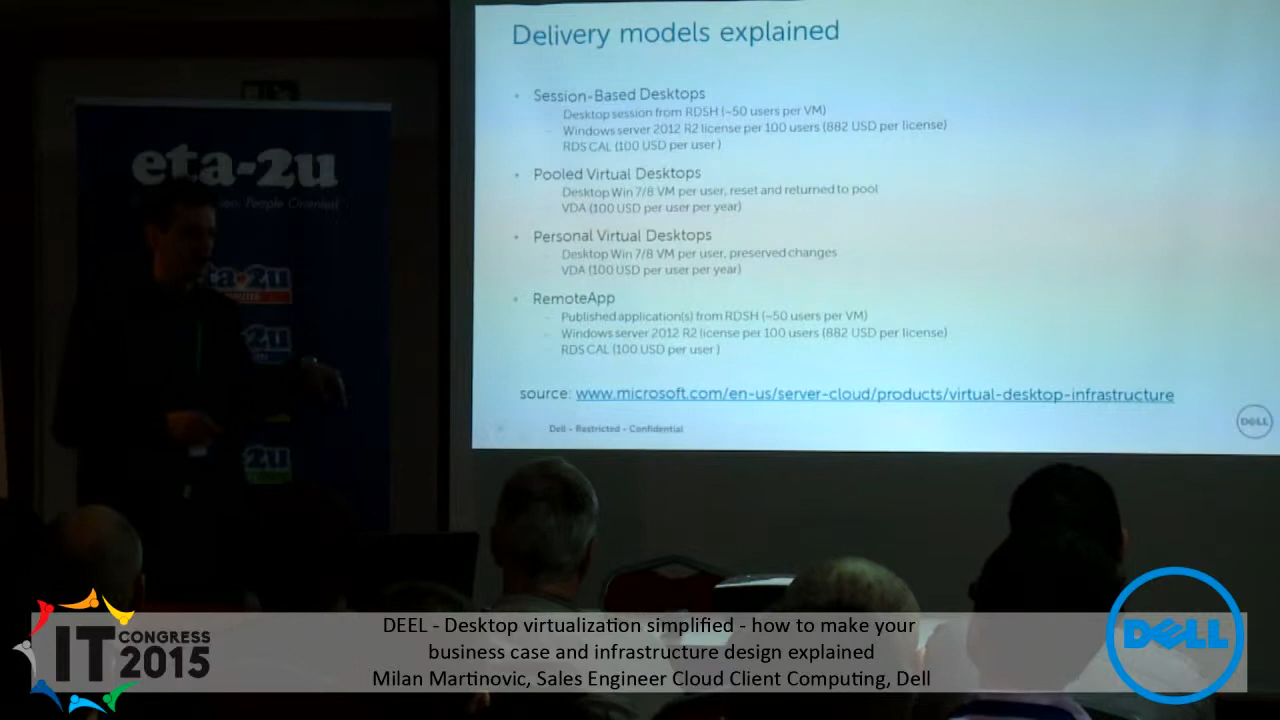 Delivery models explained
• Session-Based Desktops
Desktop session from RDSH (~50 users per VM)
– Windows server 2012 R2 license per 100 users (882 USD per license)
RDS CAL (100 USD per user )
• Pooled Virtual Desktops
Desktop Win 7/8 VM per user, reset and returned to pool
VDA (100 USD per user per year)
• Personal Virtual Desktops
Desktop Win 7/8 VM per user, preserved changes
VDA (100 USD per user per year)
• RemoteApp
– Published application(s) from RDSH (~50 users per VM)
– Windows server 2012 R2 license per 100 users (882 USD per license)
– RDS CAL (100 USD per user )
source: www.microsoft.com/en-us/server-cloud/products/virtual-desktop-infrastructure
Dell - Restricted - Confidential
DELL
eta-2u
People Oriented
ta-2u
2u
2u
DEEL - Desktop virtualization simplified - how to make your
business case and infrastructure design explained
Milan Martinovic, Sales Engineer Cloud Client Computing, Dell
IT CONGRESS
2015
DELL